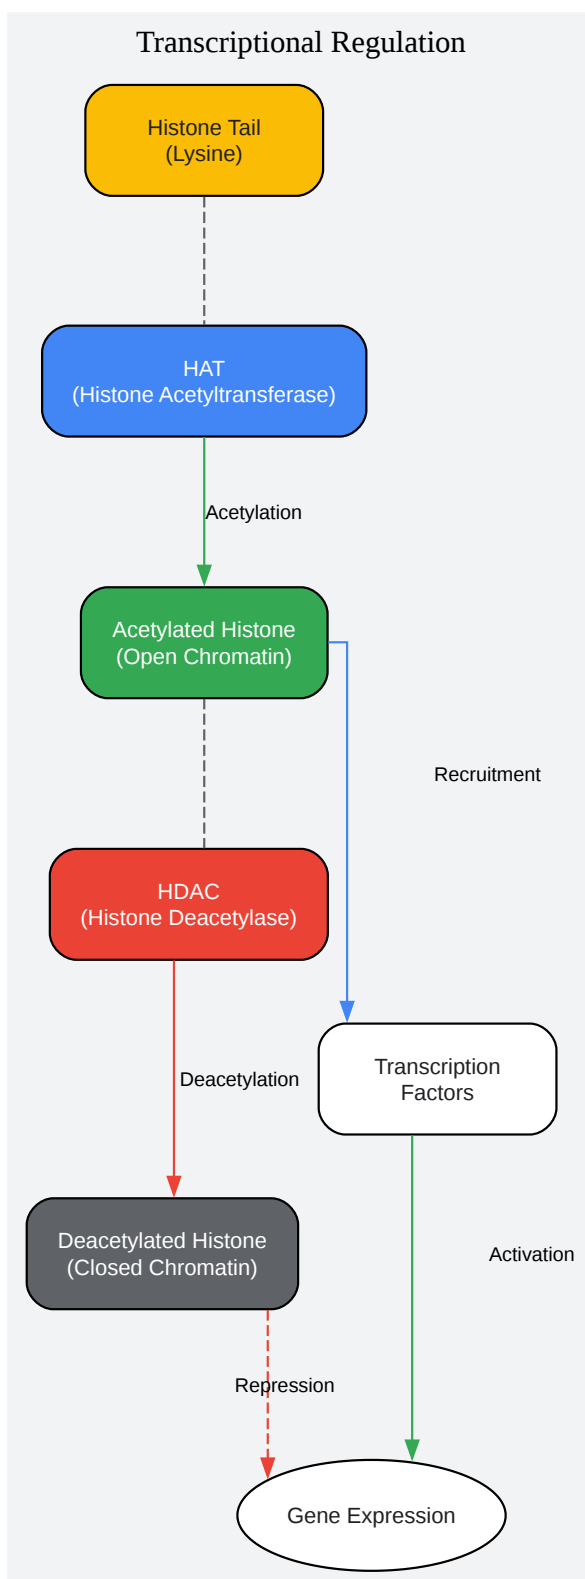 Transcriptional Regulation
Histone Tail
(Lysine)
HAT
(Histone Acetyltransferase)
Acetylation
Acetylated Histone
(Open Chromatin)
Recruitment
HDAC
(Histone Deacetylase)
Transcription
Factors
Deacetylation
Deacetylated Histone
(Closed Chromatin)
Activation
Repression
Gene Expression